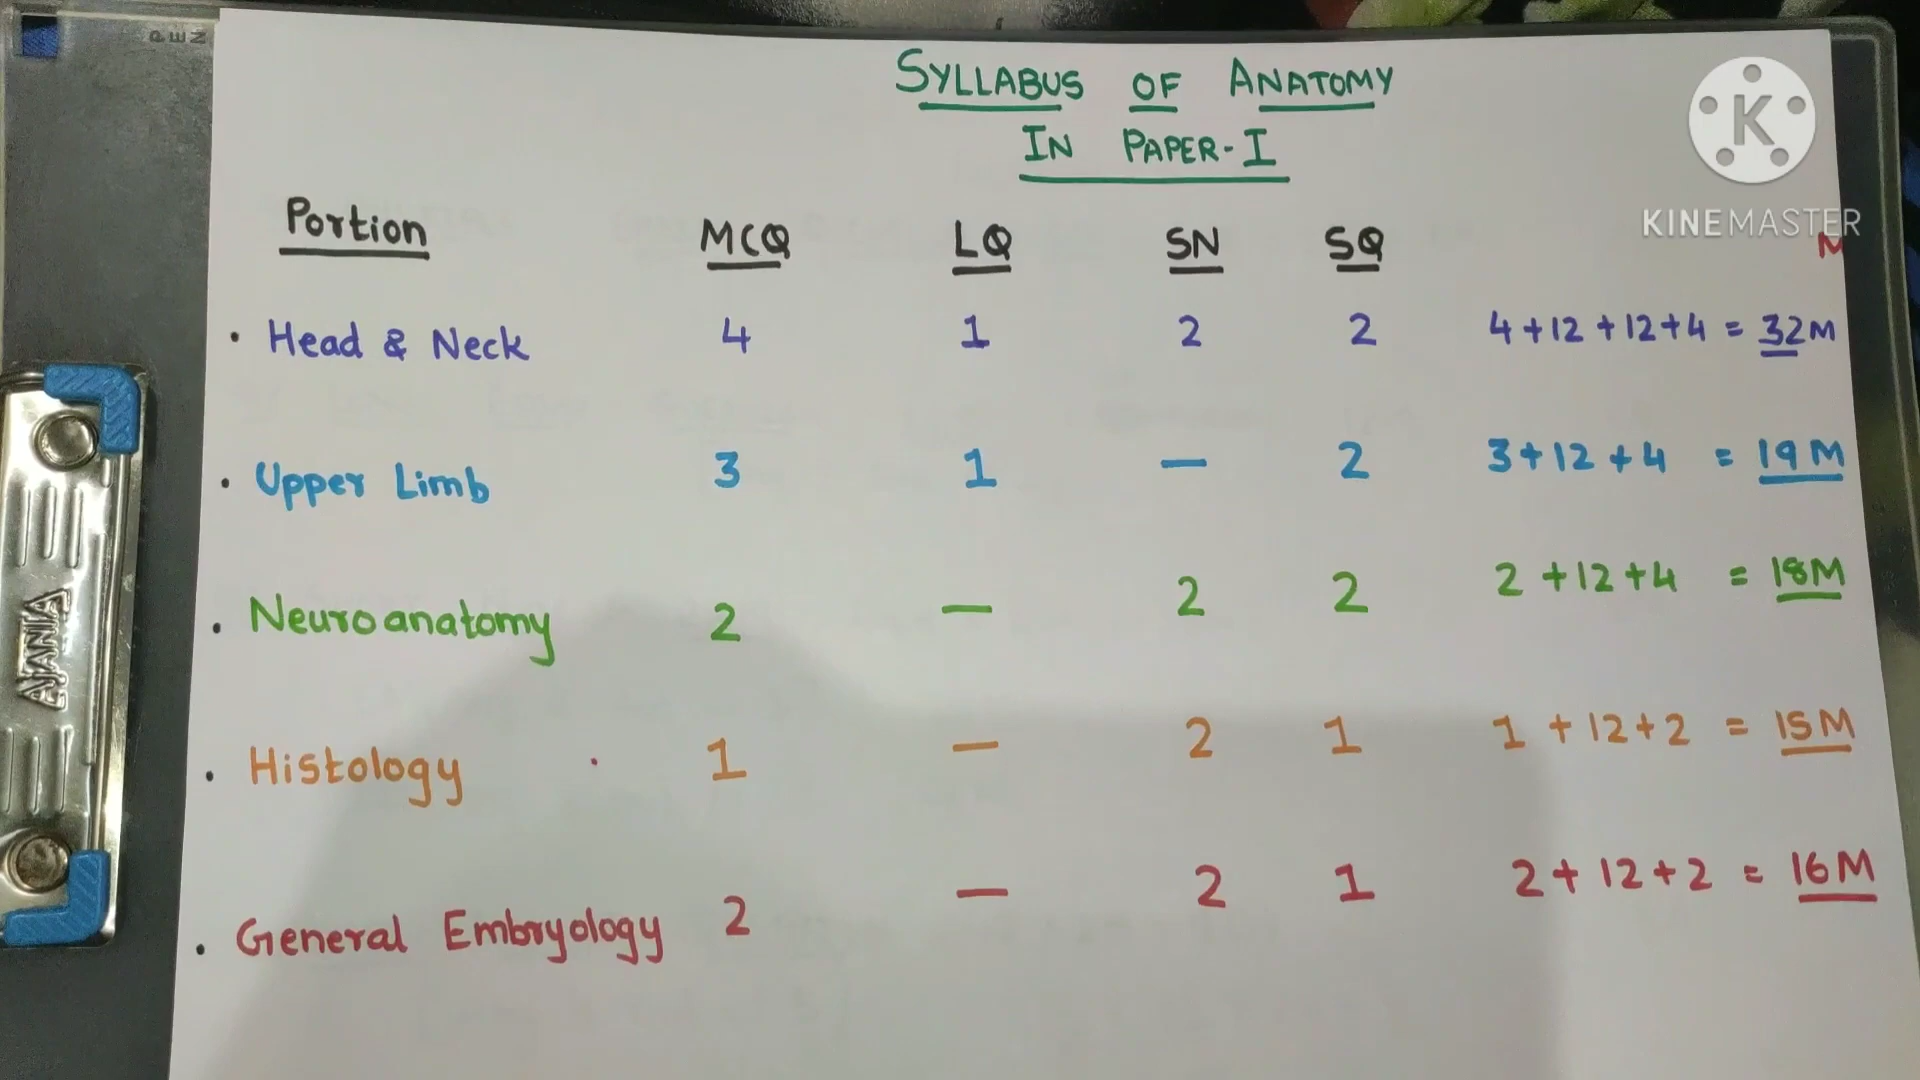 PEN
SYLLABUS OF ANATOMY
IN PAPER-I
K
KINEMASTER
Portion MCQ LQ SN SQ M
• Head & Neck 4 1 2 2 4+12+12+4 = 32M
• Upper Limb 3 1 — 2 3+12+4 = 19M
• Neuroanatomy 2 — 2 2 2+12+4 = 18M
• Histology 1 — 2 1 1+12+2 = 15M
• General Embryology 2 — 2 1 2+12+2 = 16M
AJANTA